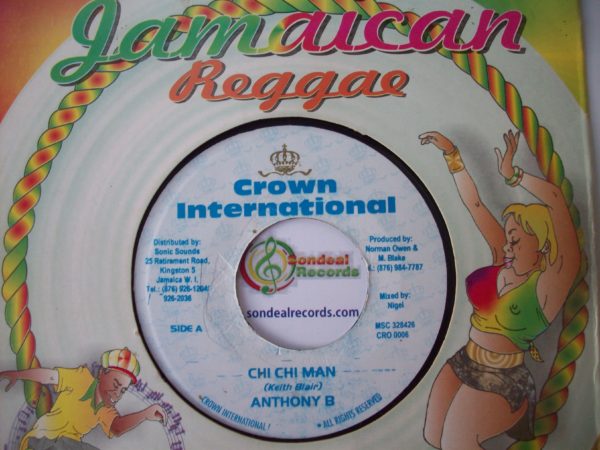 Jamaican
Reggae
Crown
International
Distributed by:
Sonic Sounds
25 Retirement Road,
Kingston 5
Jamaica W. I.
Tel: (876) 926-1204/
926-2036
Sondeal
Records
sondealrecords.com
Produced by:
Norman Owen &
M. Blake
(876) 984-7787
Mixed by:
Nigel
SIDE A
MSC 328426
CRO 0006
CHI CHI MAN
(Keith Blair)
ANTHONY B
CROWN INTERNATIONAL
• ALL RIGHTS RESERVED